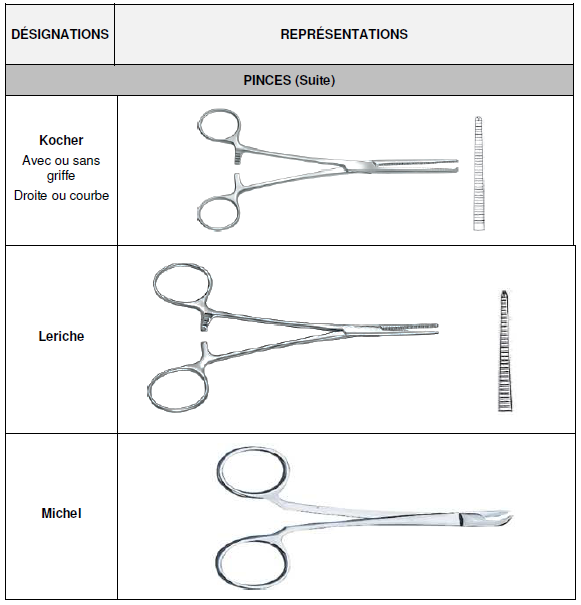 DÉSIGNATIONS
REPRÉSENTATIONS
PINCES (Suite)
Kocher
Avec ou sans
griffe
Droite ou courbe
Leriche
Michel